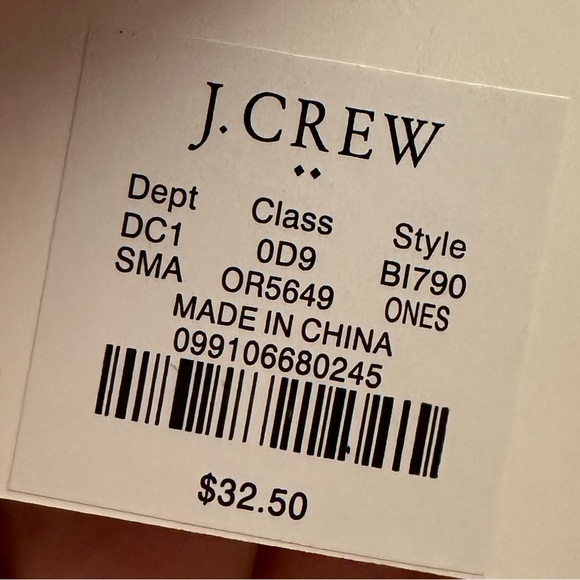 J.CREW
Dept Class Style
DC1 0D9 BI790
SMA OR5649 ONES
MADE IN CHINA
099106680245
$32.50